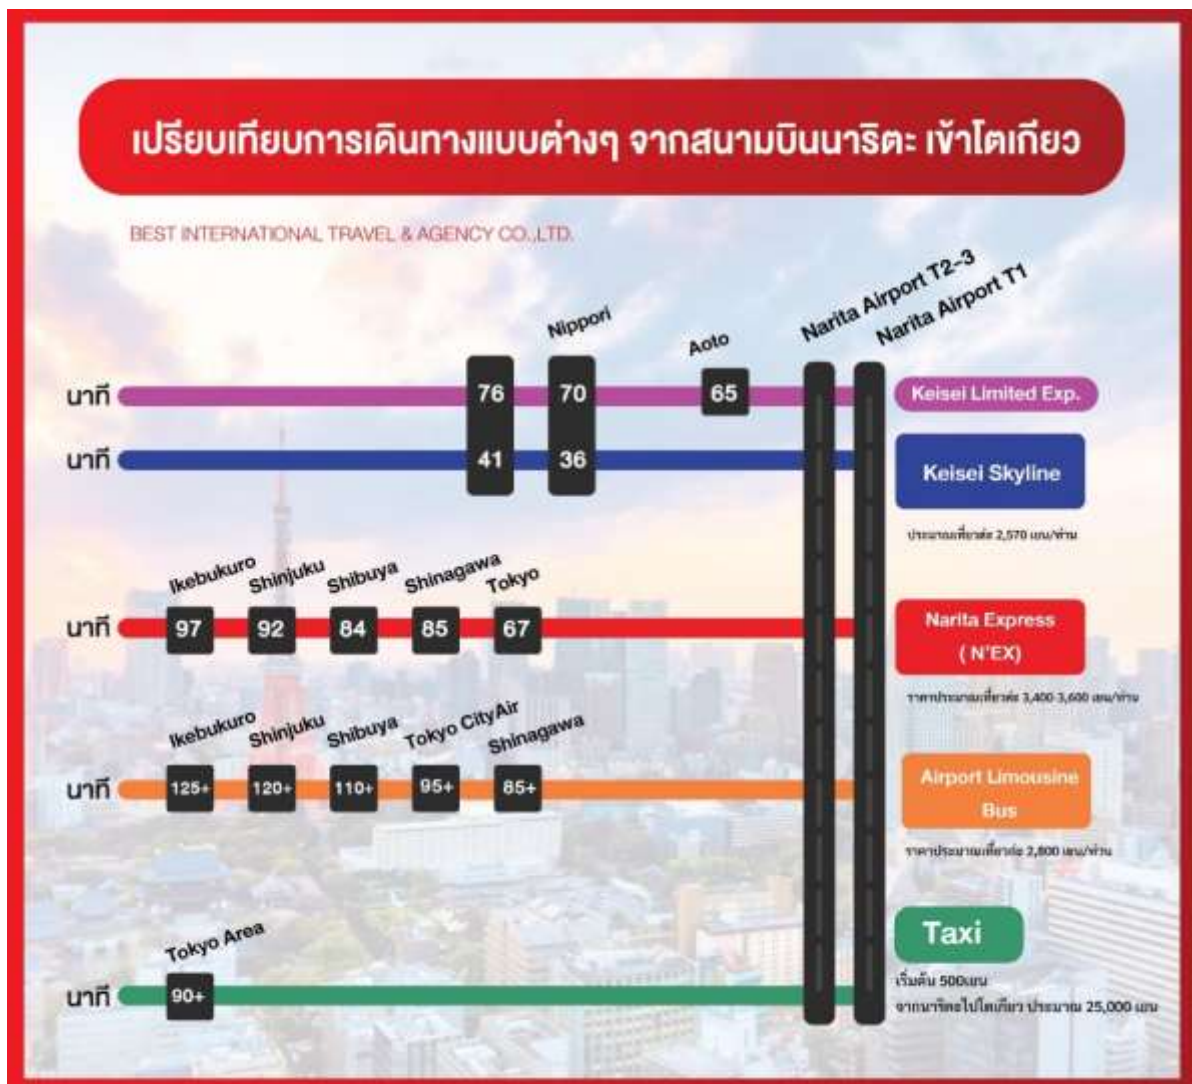 เปรียบเทียบการเดินทางแบบต่างๆ จากสนามบินนาริตะ เข้าโตเกียว
BEST INTERNATIONAL TRAVEL & AGENCY CO.,LTD.
Narita Airport T2-3
Narita Airport T1
Nippori
Aoto
นาที 76 70 65 Keisei Limited Exp.
นาที 41 36 Keisei Skyline
ประมาณเที่ยวต่อ 2,570 เยน/ท่าน
Ikebukuro Shinjuku Shibuya Shinagawa Tokyo
นาที 97 92 84 85 67 Narita Express
( N'EX)
ราคาประมาณเที่ยวต่อ 3,400-3,600 เยน/ท่าน
Ikebukuro Shinjuku Shibuya Tokyo CityAir Shinagawa
นาที 125+ 120+ 110+ 95+ 85+ Airport Limousine
Bus
ราคาประมาณเที่ยวต่อ 2,800 เยน/ท่าน
Tokyo Area
Taxi
นาที 90+
เริ่มต้น 500เยน
จากนาริตะไปโตเกียว ประมาณ 25,000 เยน